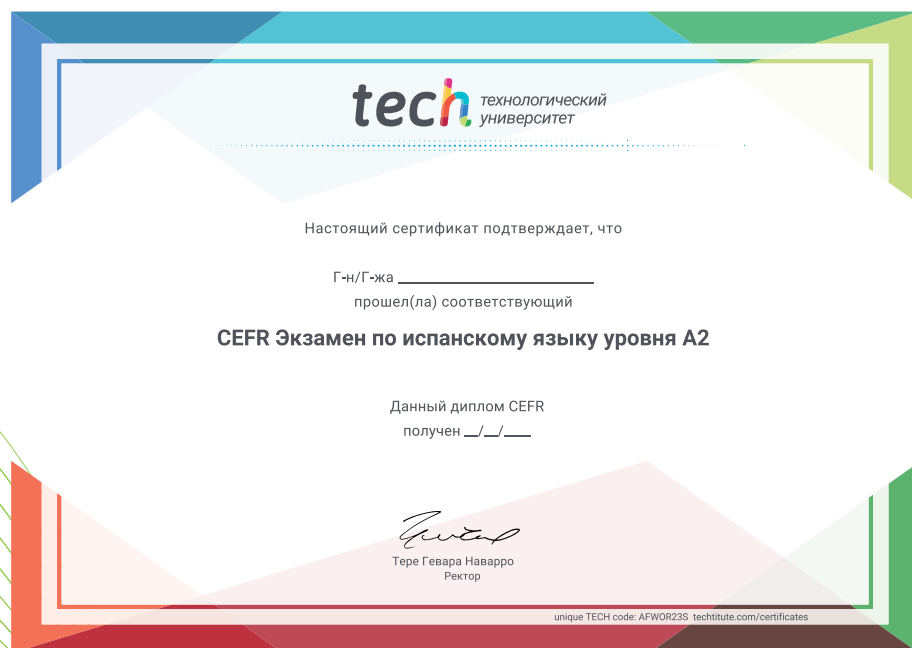 tech технологический
университет
Настоящий сертификат подтверждает, что
Г-н/Г-жа
прошел(ла) соответствующий
CEFR Экзамен по испанскому языку уровня A2
Данный диплом CEFR
получен __/__/____
Тере Гевара Наварро
Ректор
unique TECH code: AFWOR23S techtitute.com/certificates